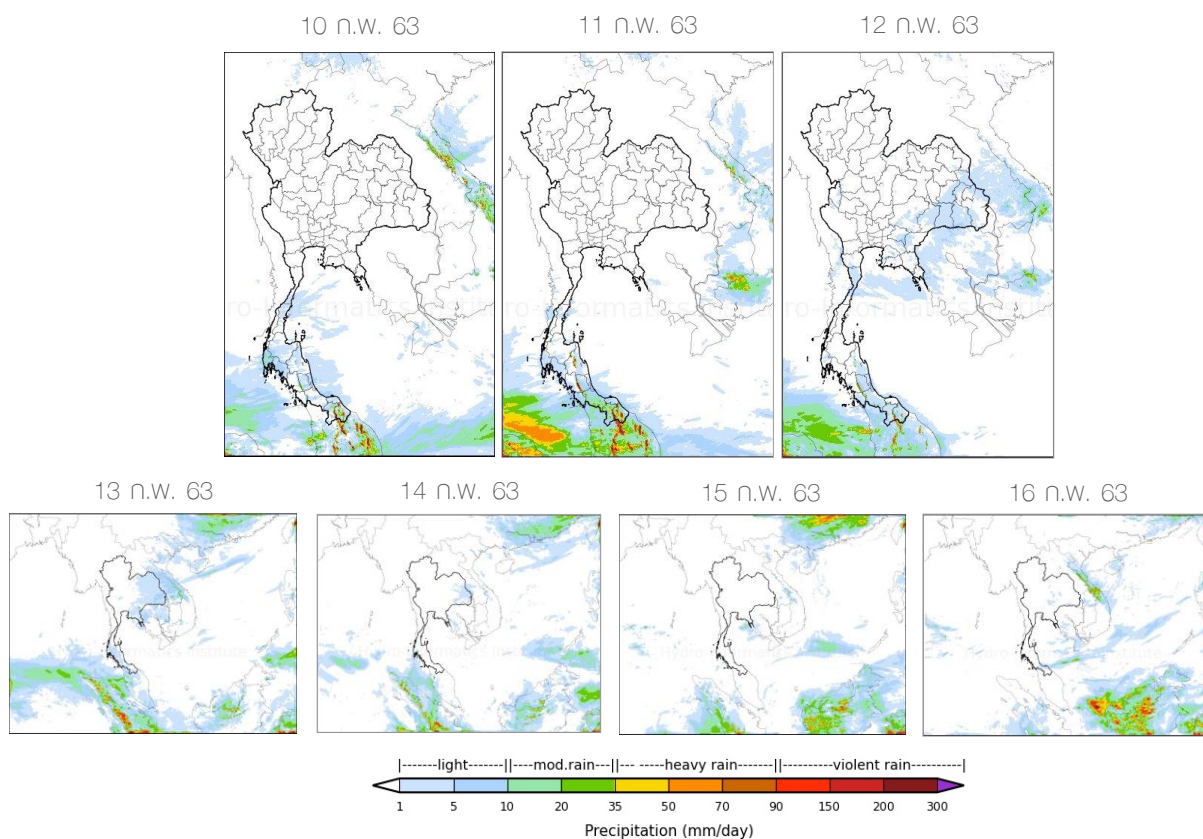 10 ก.พ. 63
11 ก.พ. 63
12 ก.พ. 63
13 ก.พ. 63
14 ก.พ. 63
15 ก.พ. 63
16 ก.พ. 63
|-------light-------||----mod.rain---||--- -----heavy rain------||----------violent rain-----------|
1 5 10 20 35 50 70 90 150 200 300
Precipitation (mm/day)